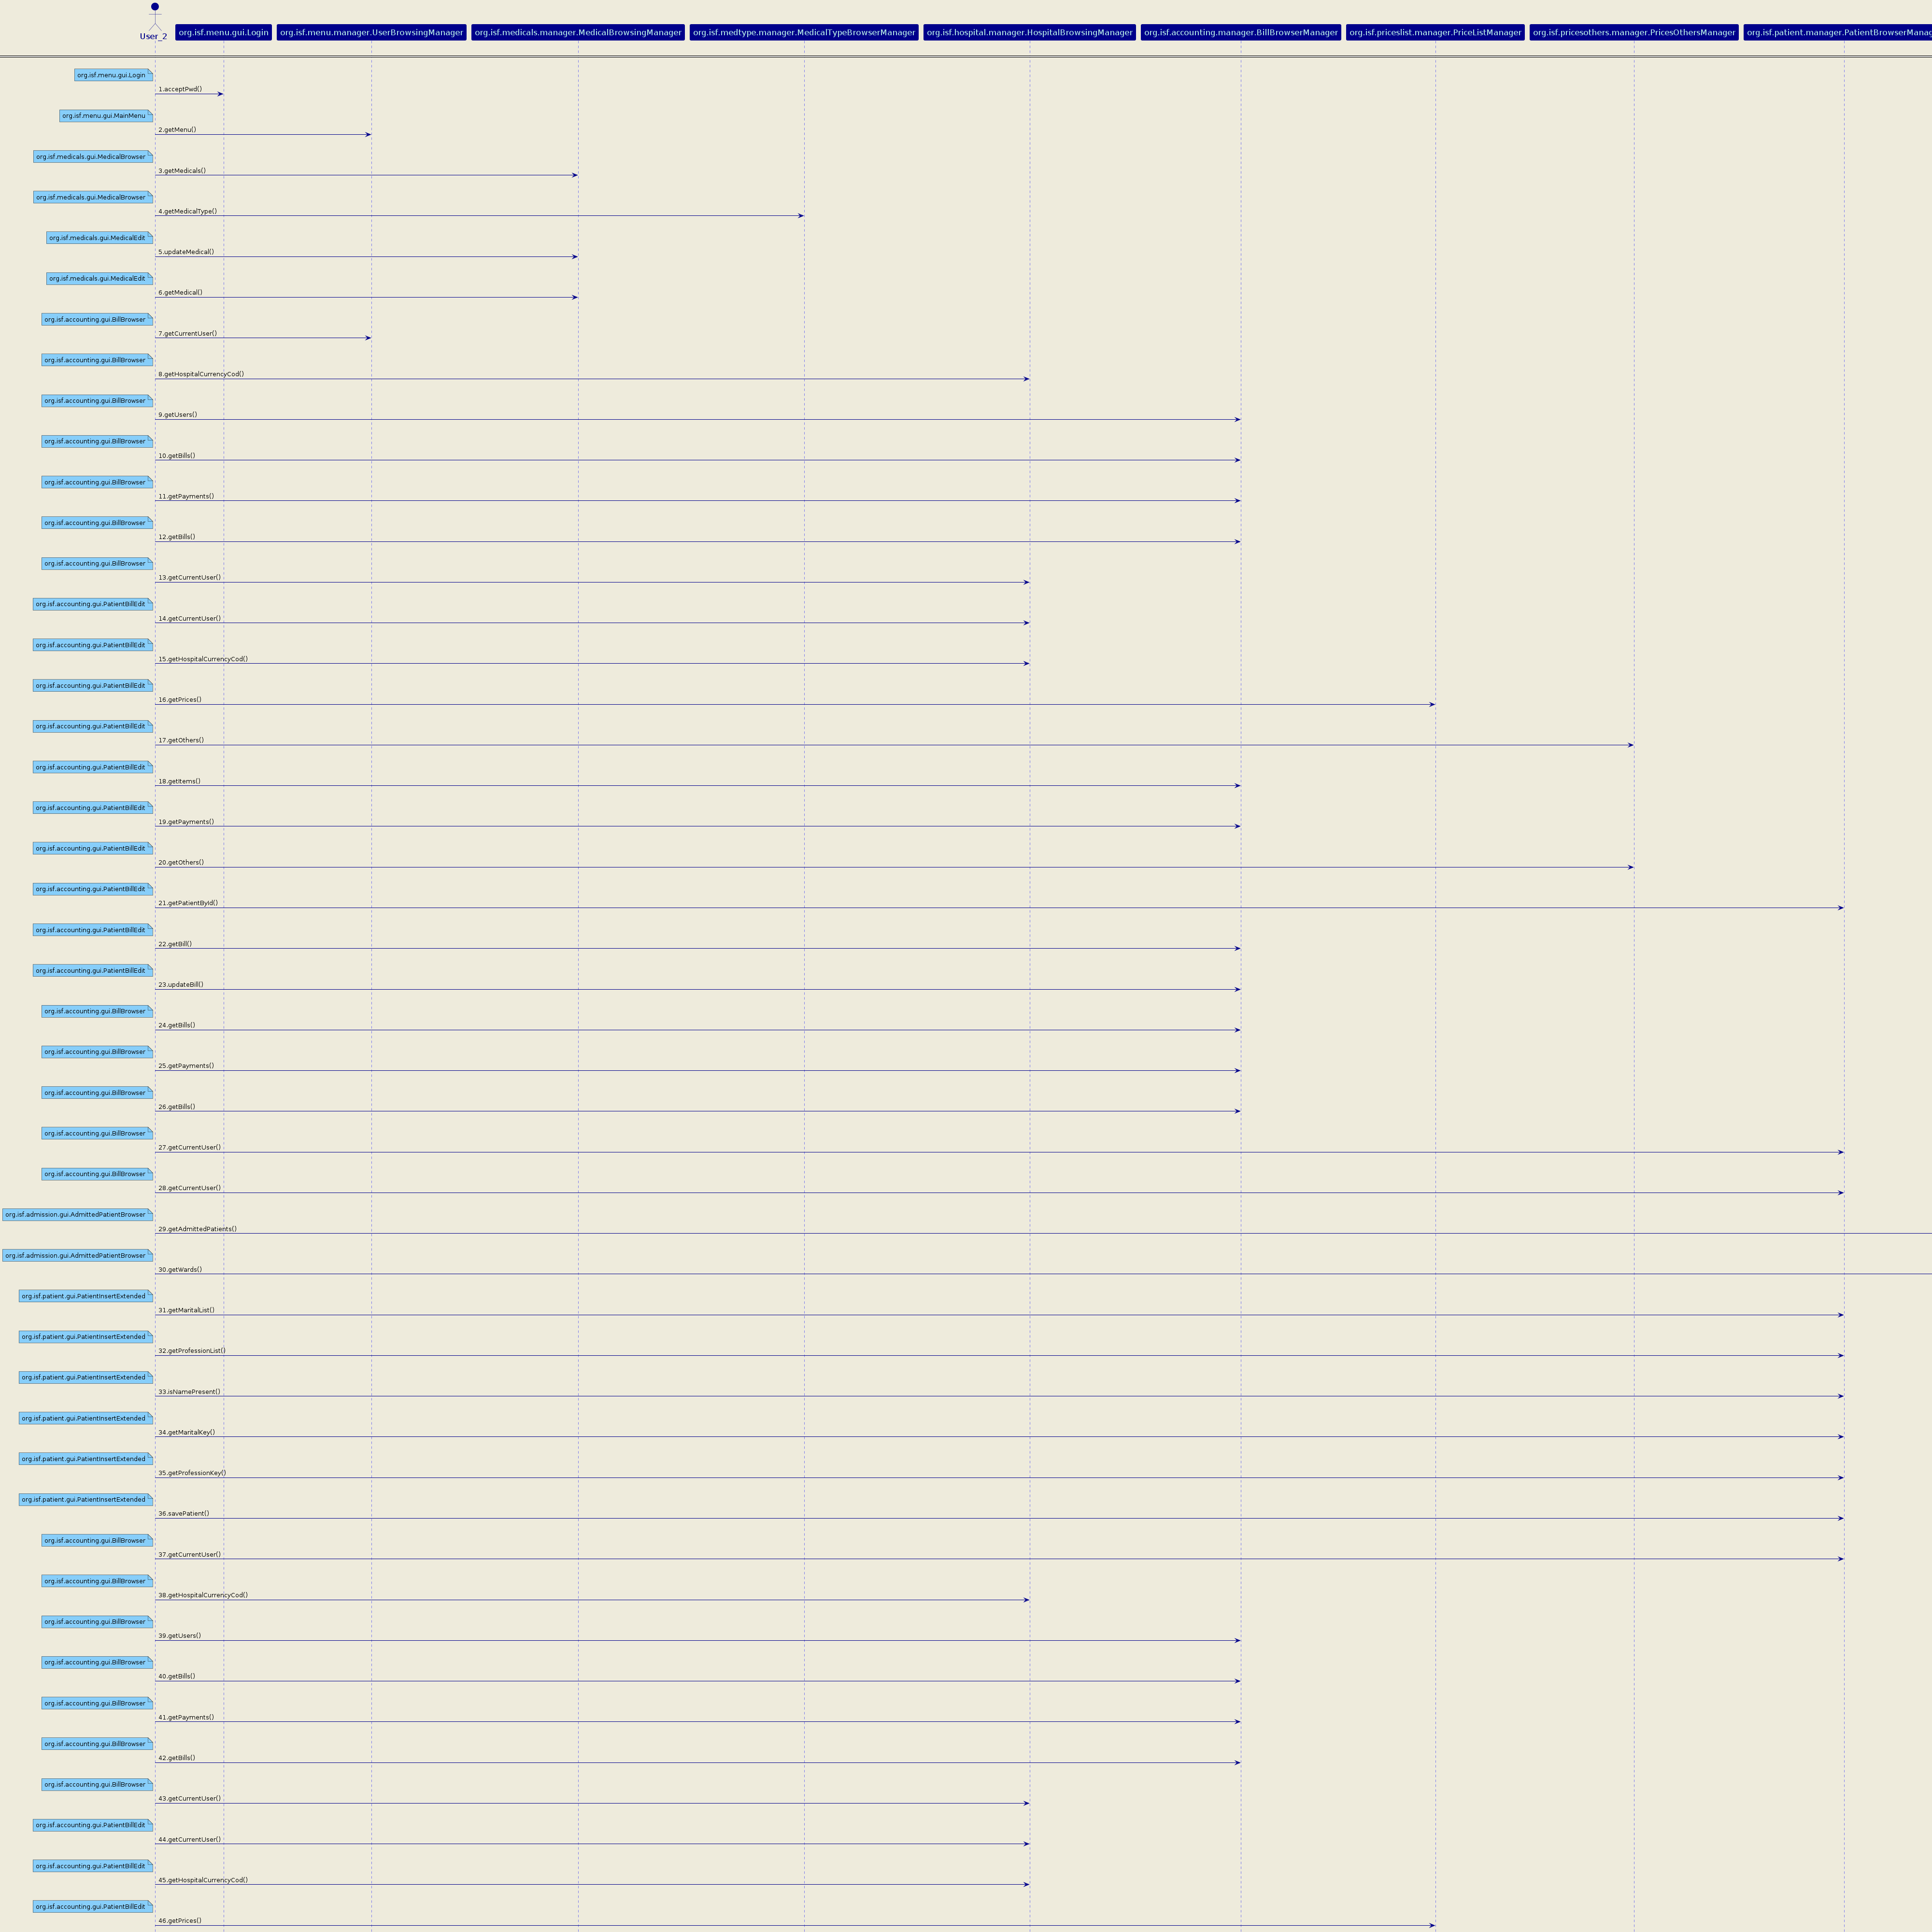 User_2
org.isf.menu.gui.Login
org.isf.menu.manager.UserBrowsingManager
org.isf.medicals.manager.MedicalBrowsingManager
org.isf.medtype.manager.MedicalTypeBrowserManager
org.isf.hospital.manager.HospitalBrowsingManager
org.isf.accounting.manager.BillBrowserManager
org.isf.priceslist.manager.PriceListManager
org.isf.pricesothers.manager.PricesOthersManager
org.isf.patient.manager.PatientBrowserManag
org.isf.menu.gui.Login
1.acceptPwd()
org.isf.menu.gui.MainMenu
2.getMenu()
org.isf.medicals.gui.MedicalBrowser
3.getMedicals()
org.isf.medicals.gui.MedicalBrowser
4.getMedicalType()
org.isf.medicals.gui.MedicalEdit
5.updateMedical()
org.isf.medicals.gui.MedicalEdit
6.getMedical()
org.isf.accounting.gui.BillBrowser
7.getCurrentUser()
org.isf.accounting.gui.BillBrowser
8.getHospitalCurrencyCod()
org.isf.accounting.gui.BillBrowser
9.getUsers()
org.isf.accounting.gui.BillBrowser
10.getBills()
org.isf.accounting.gui.BillBrowser
11.getPayments()
org.isf.accounting.gui.BillBrowser
12.getBills()
org.isf.accounting.gui.BillBrowser
13.getCurrentUser()
org.isf.accounting.gui.PatientBillEdit
14.getCurrentUser()
org.isf.accounting.gui.PatientBillEdit
15.getHospitalCurrencyCod()
org.isf.accounting.gui.PatientBillEdit
16.getPrices()
org.isf.accounting.gui.PatientBillEdit
17.getOthers()
org.isf.accounting.gui.PatientBillEdit
18.getItems()
org.isf.accounting.gui.PatientBillEdit
19.getPayments()
org.isf.accounting.gui.PatientBillEdit
20.getOthers()
org.isf.accounting.gui.PatientBillEdit
21.getPatientById()
org.isf.accounting.gui.PatientBillEdit
22.getBill()
org.isf.accounting.gui.PatientBillEdit
23.updateBill()
org.isf.accounting.gui.BillBrowser
24.getBills()
org.isf.accounting.gui.BillBrowser
25.getPayments()
org.isf.accounting.gui.BillBrowser
26.getBills()
org.isf.accounting.gui.BillBrowser
27.getCurrentUser()
org.isf.accounting.gui.BillBrowser
28.getCurrentUser()
org.isf.admission.gui.AdmittedPatientBrowser
29.getAdmittedPatients()
org.isf.admission.gui.AdmittedPatientBrowser
30.getWards()
org.isf.patient.gui.PatientInsertExtended
31.getMaritalList()
org.isf.patient.gui.PatientInsertExtended
32.getProfessionList()
org.isf.patient.gui.PatientInsertExtended
33.isNamePresent()
org.isf.patient.gui.PatientInsertExtended
34.getMaritalKey()
org.isf.patient.gui.PatientInsertExtended
35.getProfessionKey()
org.isf.patient.gui.PatientInsertExtended
36.savePatient()
org.isf.accounting.gui.BillBrowser
37.getCurrentUser()
org.isf.accounting.gui.BillBrowser
38.getHospitalCurrencyCod()
org.isf.accounting.gui.BillBrowser
39.getUsers()
org.isf.accounting.gui.BillBrowser
40.getBills()
org.isf.accounting.gui.BillBrowser
41.getPayments()
org.isf.accounting.gui.BillBrowser
42.getBills()
org.isf.accounting.gui.BillBrowser
43.getCurrentUser()
org.isf.accounting.gui.PatientBillEdit
44.getCurrentUser()
org.isf.accounting.gui.PatientBillEdit
45.getHospitalCurrencyCod()
org.isf.accounting.gui.PatientBillEdit
46.getPrices()